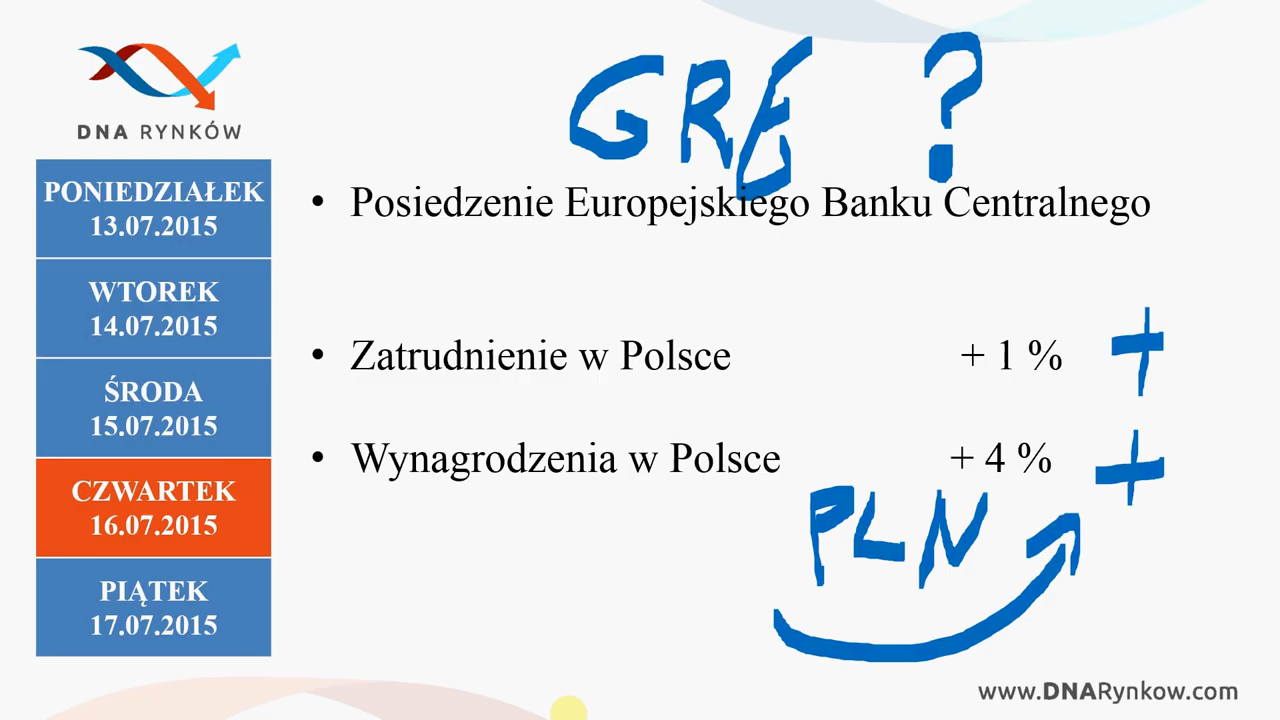 DNA RYNKÓW
PONIEDZIAŁEK
13.07.2015
WTOREK
14.07.2015
ŚRODA
15.07.2015
CZWARTEK
16.07.2015
PIĄTEK
17.07.2015
GRE ?
• Posiedzenie Europejskiego Banku Centralnego
• Zatrudnienie w Polsce + 1 % +
• Wynagrodzenia w Polsce + 4 % +
PLN
www.DNARynkow.com